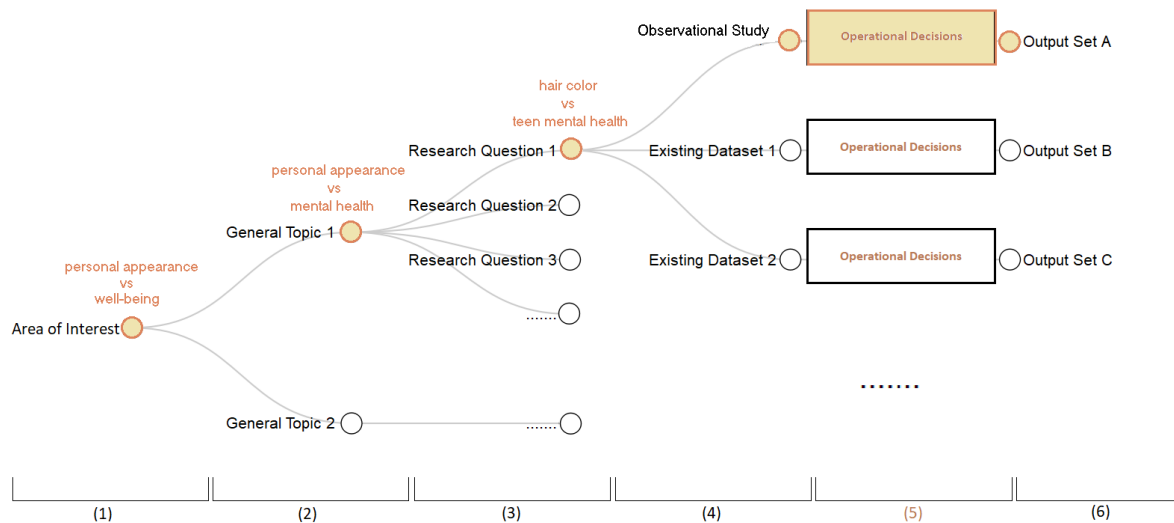 Observational Study
Operational Decisions
Output Set A
hair color
vs
teen mental health
Research Question 1
Existing Dataset 1
Operational Decisions
Output Set B
personal appearance
vs
mental health
General Topic 1
Research Question 2
Research Question 3
.......
Existing Dataset 2
Operational Decisions
Output Set C
personal appearance
vs
well-being
Area of Interest
.......
General Topic 2
.......
(1)
(2)
(3)
(4)
(5)
(6)